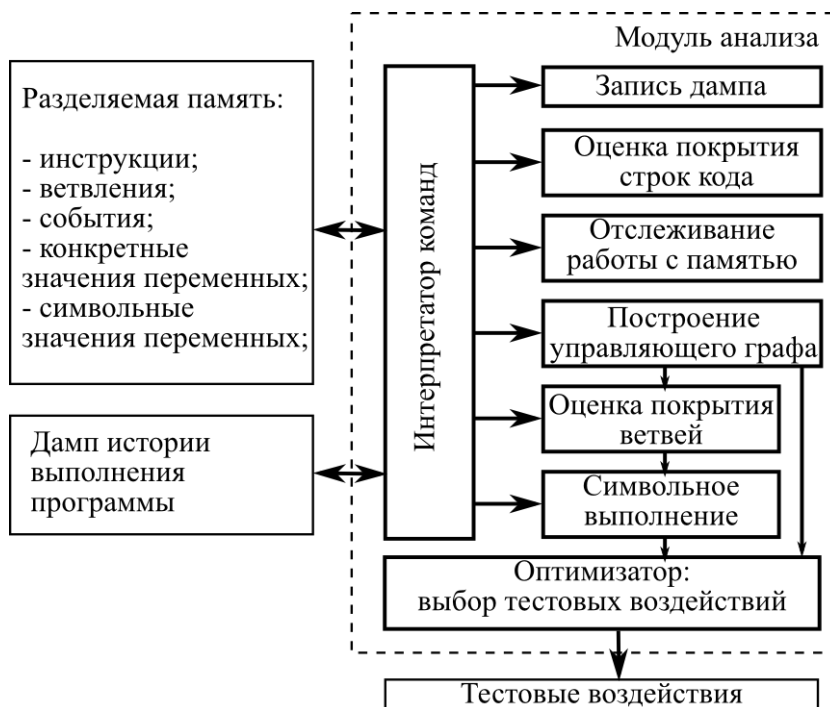 Модуль анализа
Разделяемая память:
- инструкции;
- ветвления;
- события;
- конкретные
значения переменных;
- символьные
значения переменных;
Дамп истории
выполнения
программы
Интерпретатор команд
Запись дампа
Оценка покрытия
строк кода
Отслеживание
работы с памятью
Построение
управляющего графа
Оценка покрытия
ветвей
Символьное
выполнение
Оптимизатор:
выбор тестовых воздействий
Тестовые воздействия